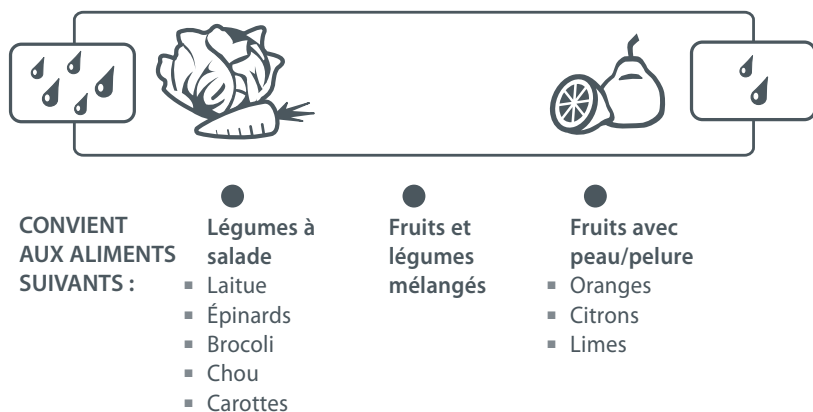 CONVIENT
AUX ALIMENTS
SUIVANTS :
Légumes à
salade
▪ Laitue
▪ Épinards
▪ Brocoli
▪ Chou
▪ Carottes
Fruits et
légumes
mélangés
Fruits avec
peau/pelure
▪ Oranges
▪ Citrons
▪ Limes